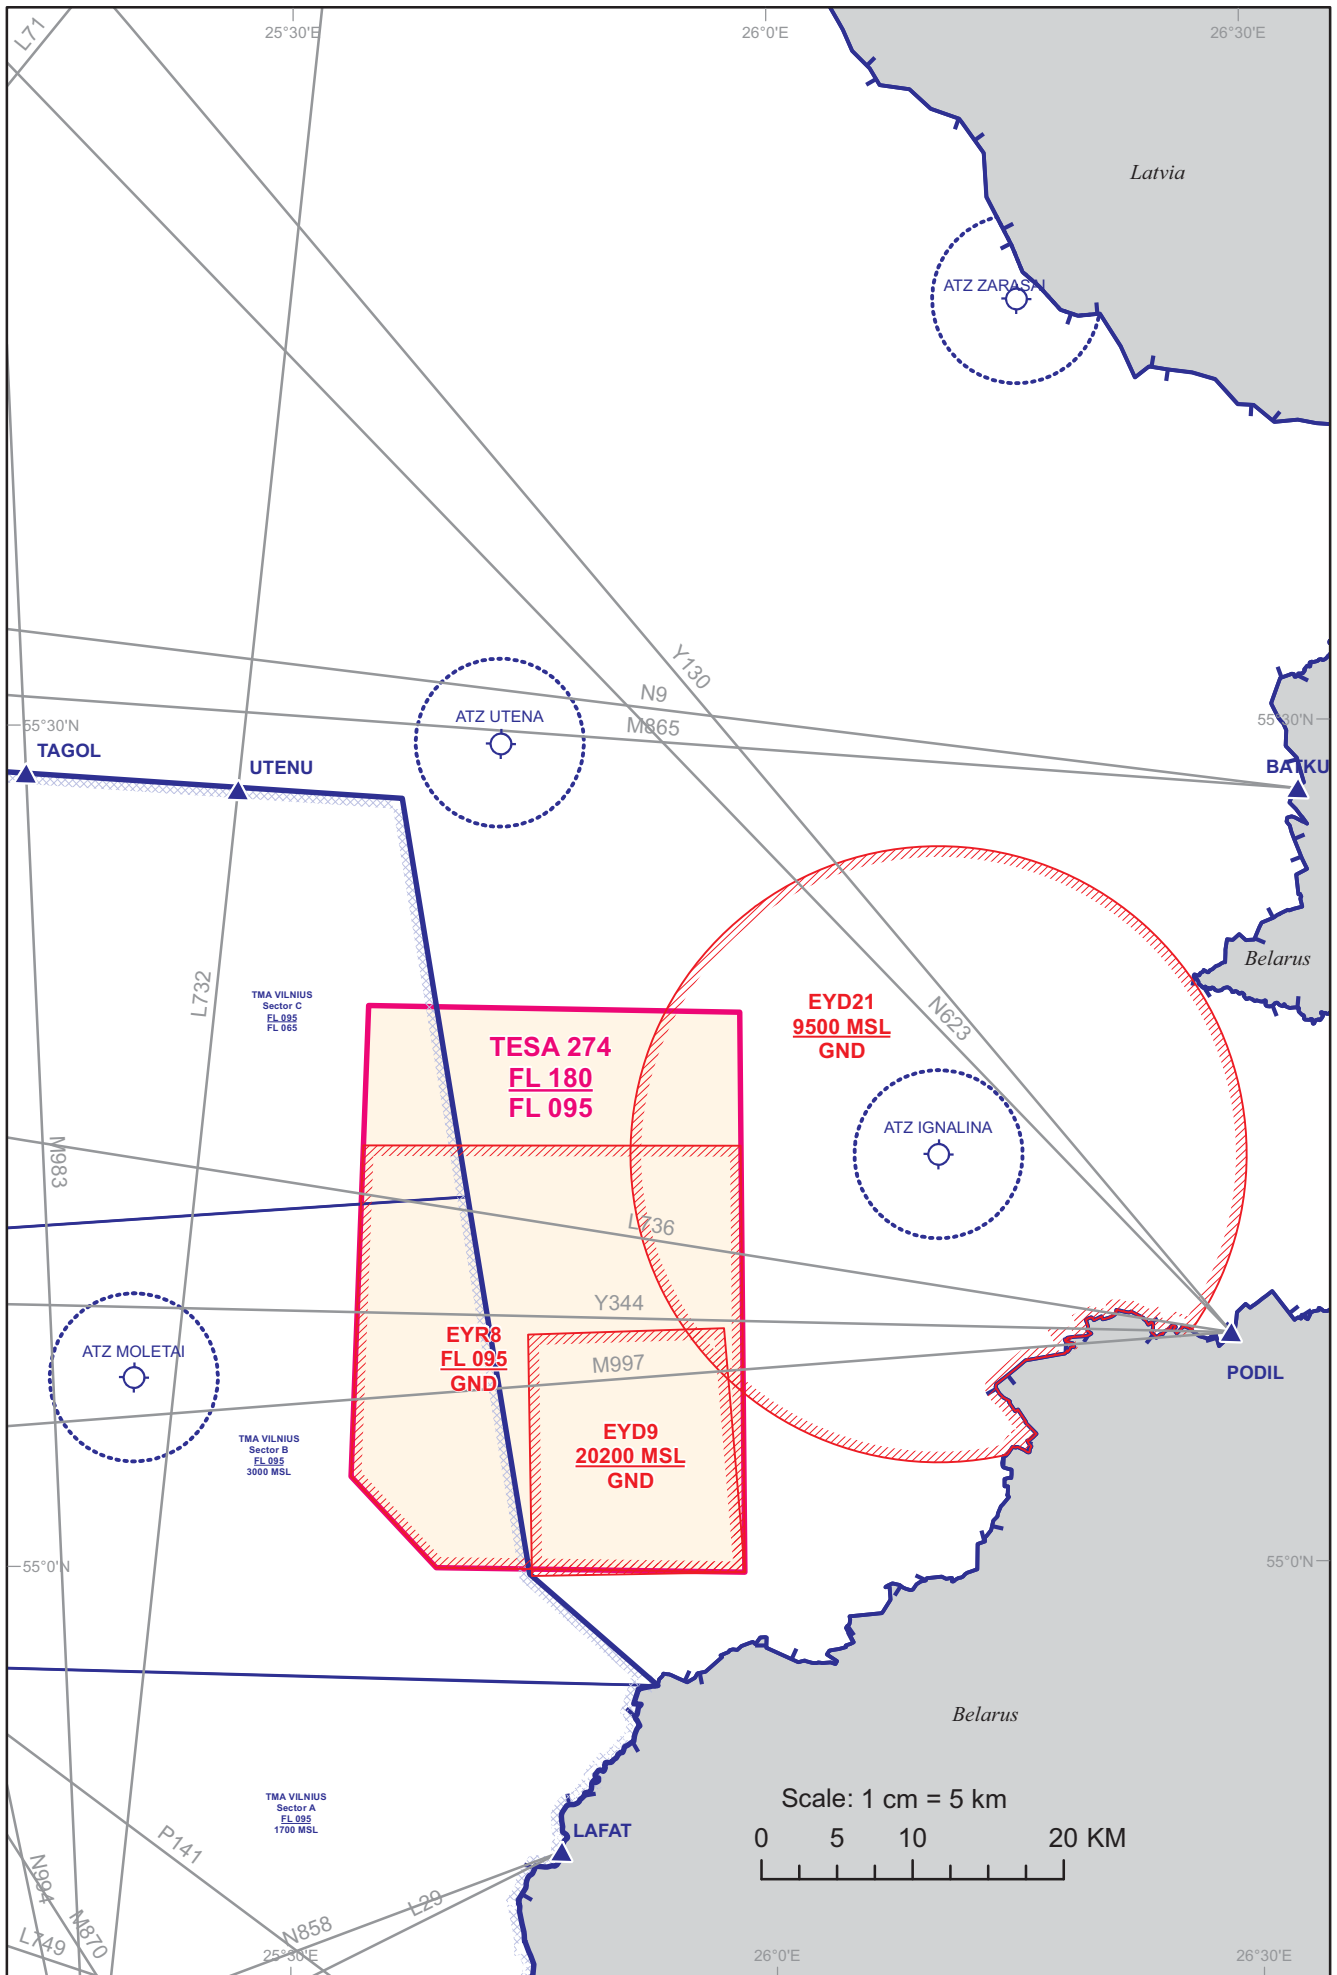 L71
25°30'E
26°0'E
26°30'E
Latvia
ATZ ZARASAI
Y130
N9
M865
ATZ UTENA
55°30'N
55°30'N
TAGOL
UTENU
BATKU
Belarus
L732
TMA VILNIUS
Sector C
FL 095
FL 065
EYD21
9500 MSL
GND
N623
TESA 274
FL 180
FL 095
ATZ IGNALINA
M983
L736
Y344
EYR8
FL 095
GND
ATZ MOLETAI
M997
PODIL
TMA VILNIUS
Sector B
FL 095
3000 MSL
EYD9
20200 MSL
GND
55°0'N
55°0'N
Belarus
TMA VILNIUS
Sector A
FL 095
1700 MSL
Scale: 1 cm = 5 km
0 5 10 20 KM
LAFAT
P141
N994
M870
L749
L29
N858
25°30'E
26°0'E
26°30'E